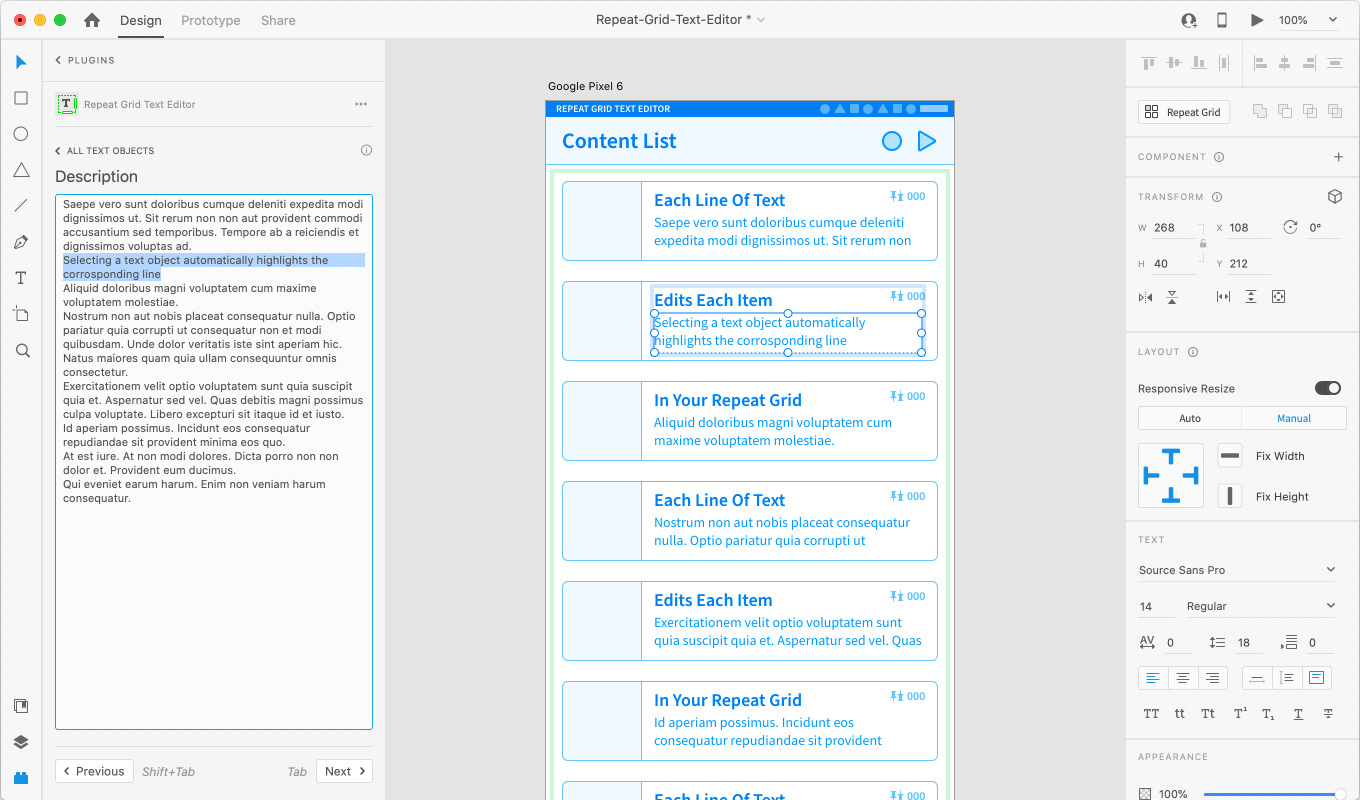 Design
Prototype
Share
Repeat-Grid-Text-Editor *
100%
PLUGINS
Repeat Grid Text Editor
ALL TEXT OBJECTS
Description
Saepe vero sunt doloribus cumque deleniti expedita modi
dignissimos ut. Sit rerum non non aut provident commodi
accusantium sed temporibus. Tempore ab a reiciendis et
dignissimos voluptas ad.
Selecting a text object automatically highlights the
corrosponding line
Aliquid doloribus magni voluptatem cum maxime
voluptatem molestiae.
Nostrum non aut nobis placeat consequatur nulla. Optio
pariatur quia corrupti ut consequatur non et modi
quibusdam. Unde dolor veritatis iste sint aperiam hic.
Natus maiores quam quia ullam consequuntur omnis
consectetur.
Exercitationem velit optio voluptatem sunt quia suscipit
quia et. Aspernatur sed vel. Quas debitis magni possimus
culpa voluptate. Libero excepturi sit itaque id et iusto.
Id aperiam possimus. Incidunt eos consequatur
repudiandae sit provident minima eos quo.
At est iure. At non modi dolores. Dicta porro non non
dolor et. Provident eum ducimus.
Qui eveniet earum harum. Enim non veniam harum
consequatur.
Previous
Shift+Tab
Tab
Next
Google Pixel 6
REPEAT GRID TEXT EDITOR
Content List
Each Line Of Text
000
Saepe vero sunt doloribus cumque deleniti
expedita modi dignissimos ut. Sit rerum non
Edits Each Item
000
Selecting a text object automatically
highlights the corrosponding line
In Your Repeat Grid
000
Aliquid doloribus magni voluptatem cum
maxime voluptatem molestiae.
Each Line Of Text
000
Nostrum non aut nobis placeat consequatur
nulla. Optio pariatur quia corrupti ut
Edits Each Item
000
Exercitationem velit optio voluptatem sunt
quia suscipit quia et. Aspernatur sed vel. Quas
In Your Repeat Grid
000
Id aperiam possimus. Incidunt eos
consequatur repudiandae sit provident
Each Line Of Text
000
Repeat Grid
COMPONENT
TRANSFORM
W 268 X 108 0°
H 40 Y 212
LAYOUT
Responsive Resize
Auto
Manual
Fix Width
Fix Height
TEXT
Source Sans Pro
14
Regular
AV 0 18 0
TT tt Tt T¹ T₁ T T
APPEARANCE
100%